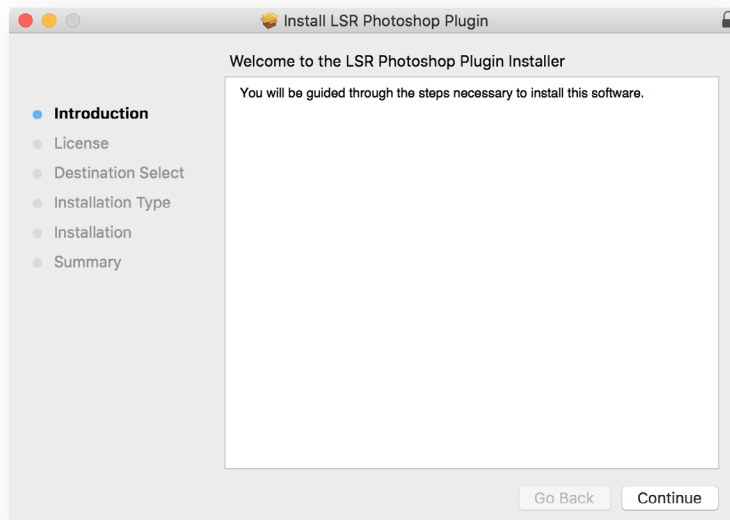 Install LSR Photoshop Plugin
Welcome to the LSR Photoshop Plugin Installer
You will be guided through the steps necessary to install this software.
Introduction
License
Destination Select
Installation Type
Installation
Summary
Go Back
Continue